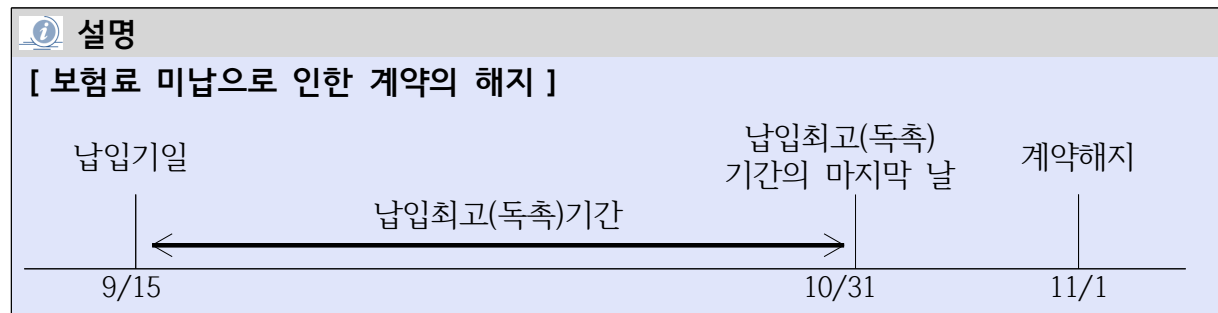 설명
[ 보험료 미납으로 인한 계약의 해지 ]
납입기일
납입최고(독촉)
기간의 마지막 날
계약해지
납입최고(독촉)기간
9/15
10/31
11/1